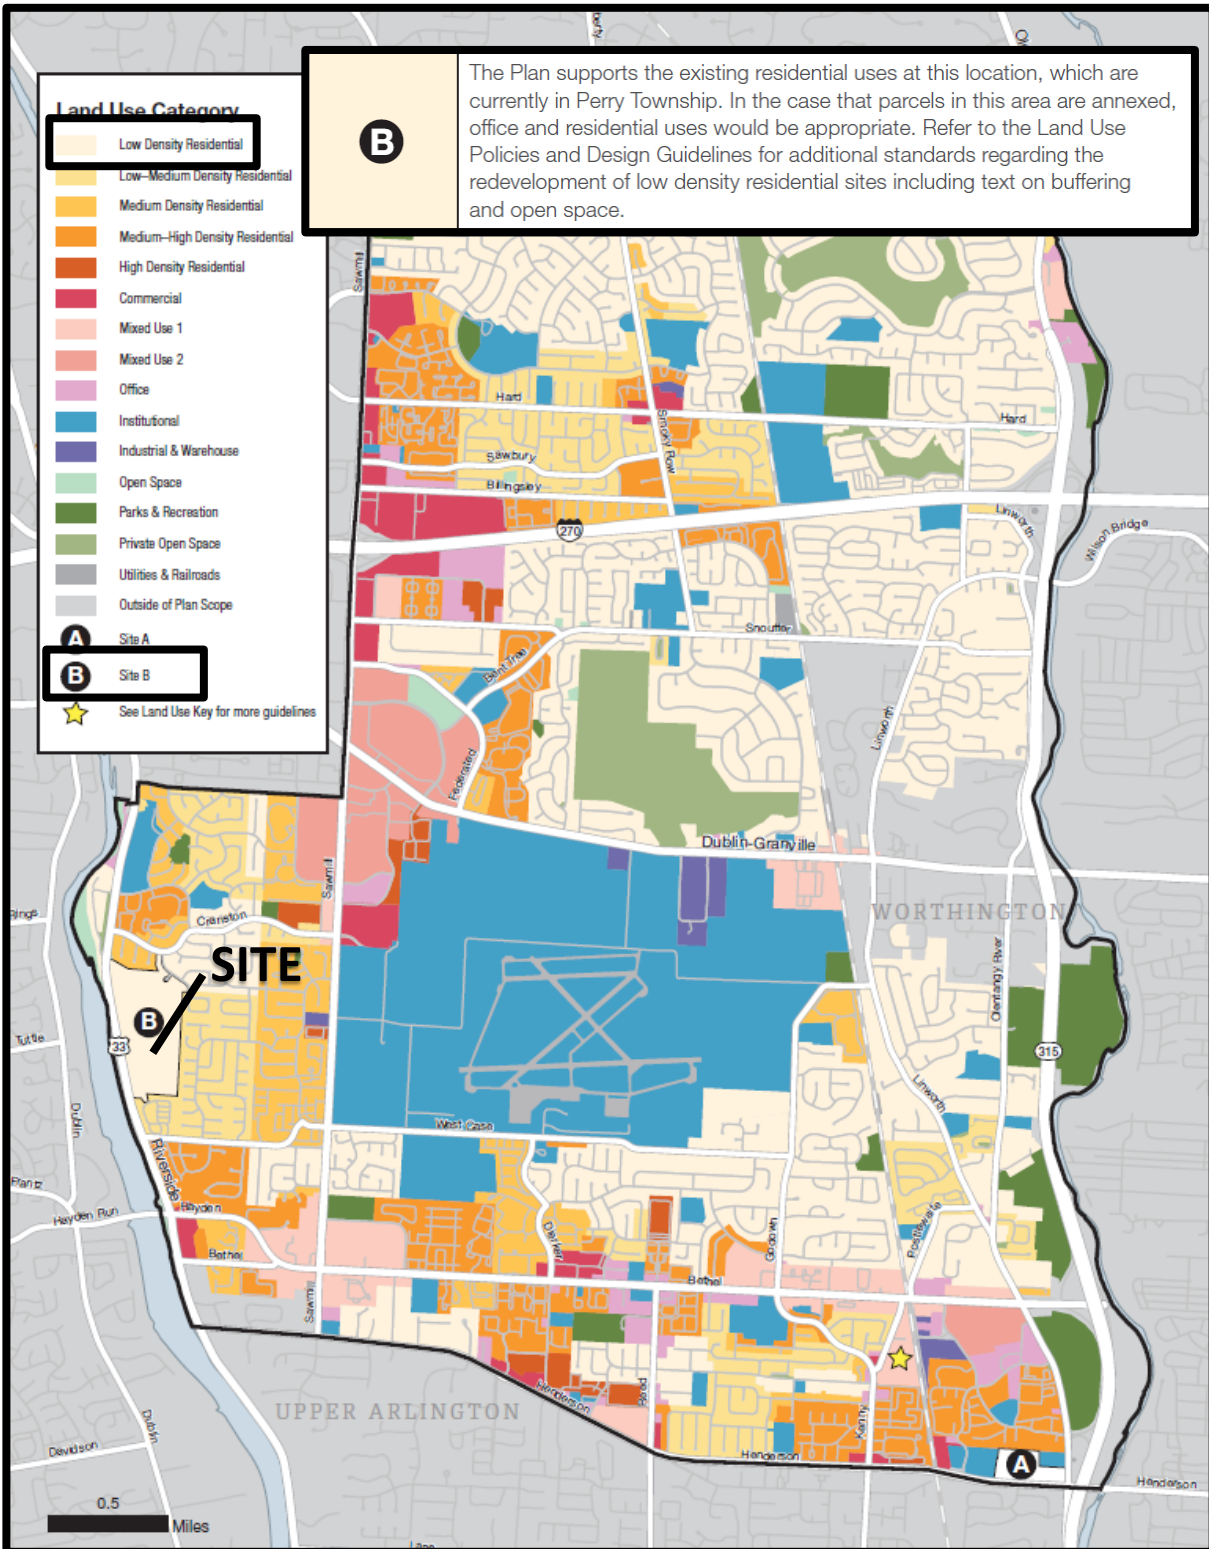 The Plan supports the existing residential uses at this location, which are
currently in Perry Township. In the case that parcels in this area are annexed,
office and residential uses would be appropriate. Refer to the Land Use
Policies and Design Guidelines for additional standards regarding the
redevelopment of low density residential sites including text on buffering
and open space.
B
Land Use Category
Low Density Residential
Low–Medium Density Residential
Medium Density Residential
Medium–High Density Residential
High Density Residential
Commercial
Mixed Use 1
Mixed Use 2
Office
Institutional
Industrial & Warehouse
Open Space
Parks & Recreation
Private Open Space
Utilities & Railroads
Outside of Plan Scope
A Site A
B Site B
See Land Use Key for more guidelines
Sawmill
Hard
Hard
Smoky Row
Sawbury
Billingsley
270
Linworth
Wilson Bridge
Snouffer
Bent Tree
Linworth
Federated
Dublin-Granville
Sawmill
WORTHINGTON
Cranston
SITE
B
33
Tuttle
Olentangy River
315
Linworth
Dublin
West Case
Riverside
Hayden Run
Hayden
Bethel
Dierker
Godown
Postlewaite
Bethel
Sawmill
Reed
Henderson
UPPER ARLINGTON
Kenny
Henderson
A
Henderson
Dublin
Davidson
0.5
Miles